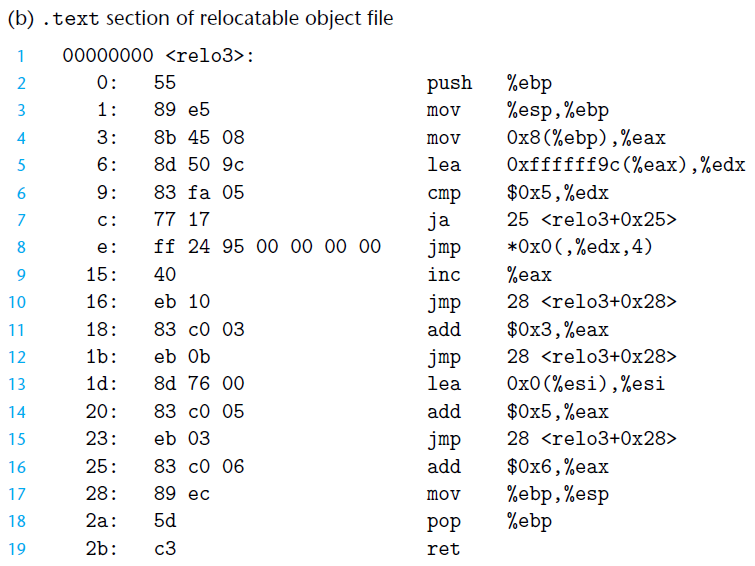 (b) .text section of relocatable object file
1 00000000 <relo3>:
2 0: 55 push %ebp
3 1: 89 e5 mov %esp,%ebp
4 3: 8b 45 08 mov 0x8(%ebp),%eax
5 6: 8d 50 9c lea 0xffffff9c(%eax),%edx
6 9: 83 fa 05 cmp $0x5,%edx
7 c: 77 17 ja 25 <relo3+0x25>
8 e: ff 24 95 00 00 00 00 jmp *0x0(,%edx,4)
9 15: 40 inc %eax
10 16: eb 10 jmp 28 <relo3+0x28>
11 18: 83 c0 03 add $0x3,%eax
12 1b: eb 0b jmp 28 <relo3+0x28>
13 1d: 8d 76 00 lea 0x0(%esi),%esi
14 20: 83 c0 05 add $0x5,%eax
15 23: eb 03 jmp 28 <relo3+0x28>
16 25: 83 c0 06 add $0x6,%eax
17 28: 89 ec mov %ebp,%esp
18 2a: 5d pop %ebp
19 2b: c3 ret